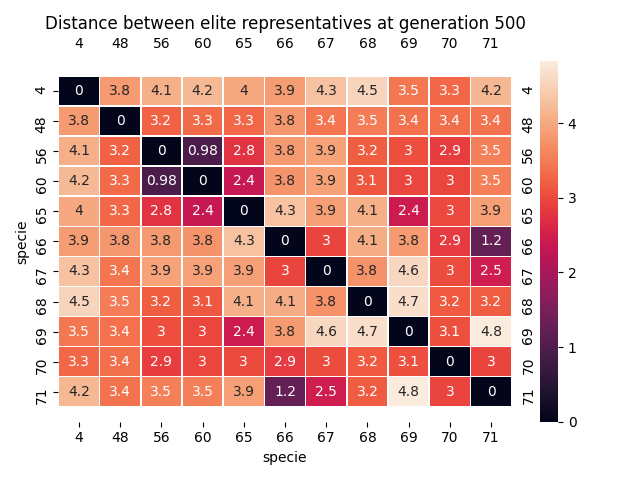 Distance between elite representatives at generation 500
4 48 56 60 65 66 67 68 69 70 71
4 0 3.8 4.1 4.2 4 3.9 4.3 4.5 3.5 3.3 4.2 4
48 3.8 0 3.2 3.3 3.3 3.8 3.4 3.5 3.4 3.4 3.4 48
56 4.1 3.2 0 0.98 2.8 3.8 3.9 3.2 3 2.9 3.5 56
60 4.2 3.3 0.98 0 2.4 3.8 3.9 3.1 3 3 3.5 60
65 4 3.3 2.8 2.4 0 4.3 3.9 4.1 2.4 3 3.9 65
66 3.9 3.8 3.8 3.8 4.3 0 3 4.1 3.8 2.9 1.2 66
67 4.3 3.4 3.9 3.9 3.9 3 0 3.8 4.6 3 2.5 67
68 4.5 3.5 3.2 3.1 4.1 4.1 3.8 0 4.7 3.2 3.2 68
69 3.5 3.4 3 3 2.4 3.8 4.6 4.7 0 3.1 4.8 69
70 3.3 3.4 2.9 3 3 2.9 3 3.2 3.1 0 3 70
71 4.2 3.4 3.5 3.5 3.9 1.2 2.5 3.2 4.8 3 0 71
4 48 56 60 65 66 67 68 69 70 71
specie
specie
4
3
2
1
0